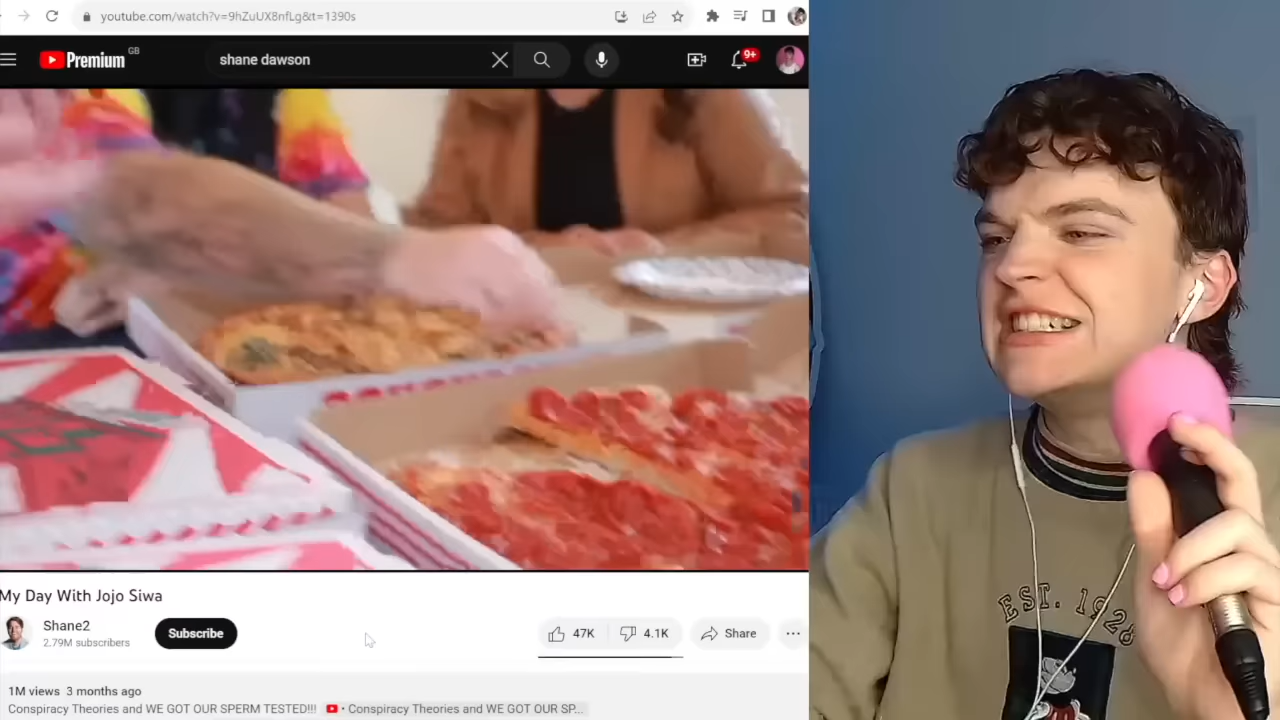 youtube.com/watch?v=9hZuUX8nfLg&t=1390s
Premium GB
shane dawson
9+
My Day With Jojo Siwa
Shane2
2.79M subscribers
Subscribe
47K
4.1K
Share
1M views 3 months ago
Conspiracy Theories and WE GOT OUR SPERM TESTED!!! • Conspiracy Theories and WE GOT OUR SP...
EST. 1928